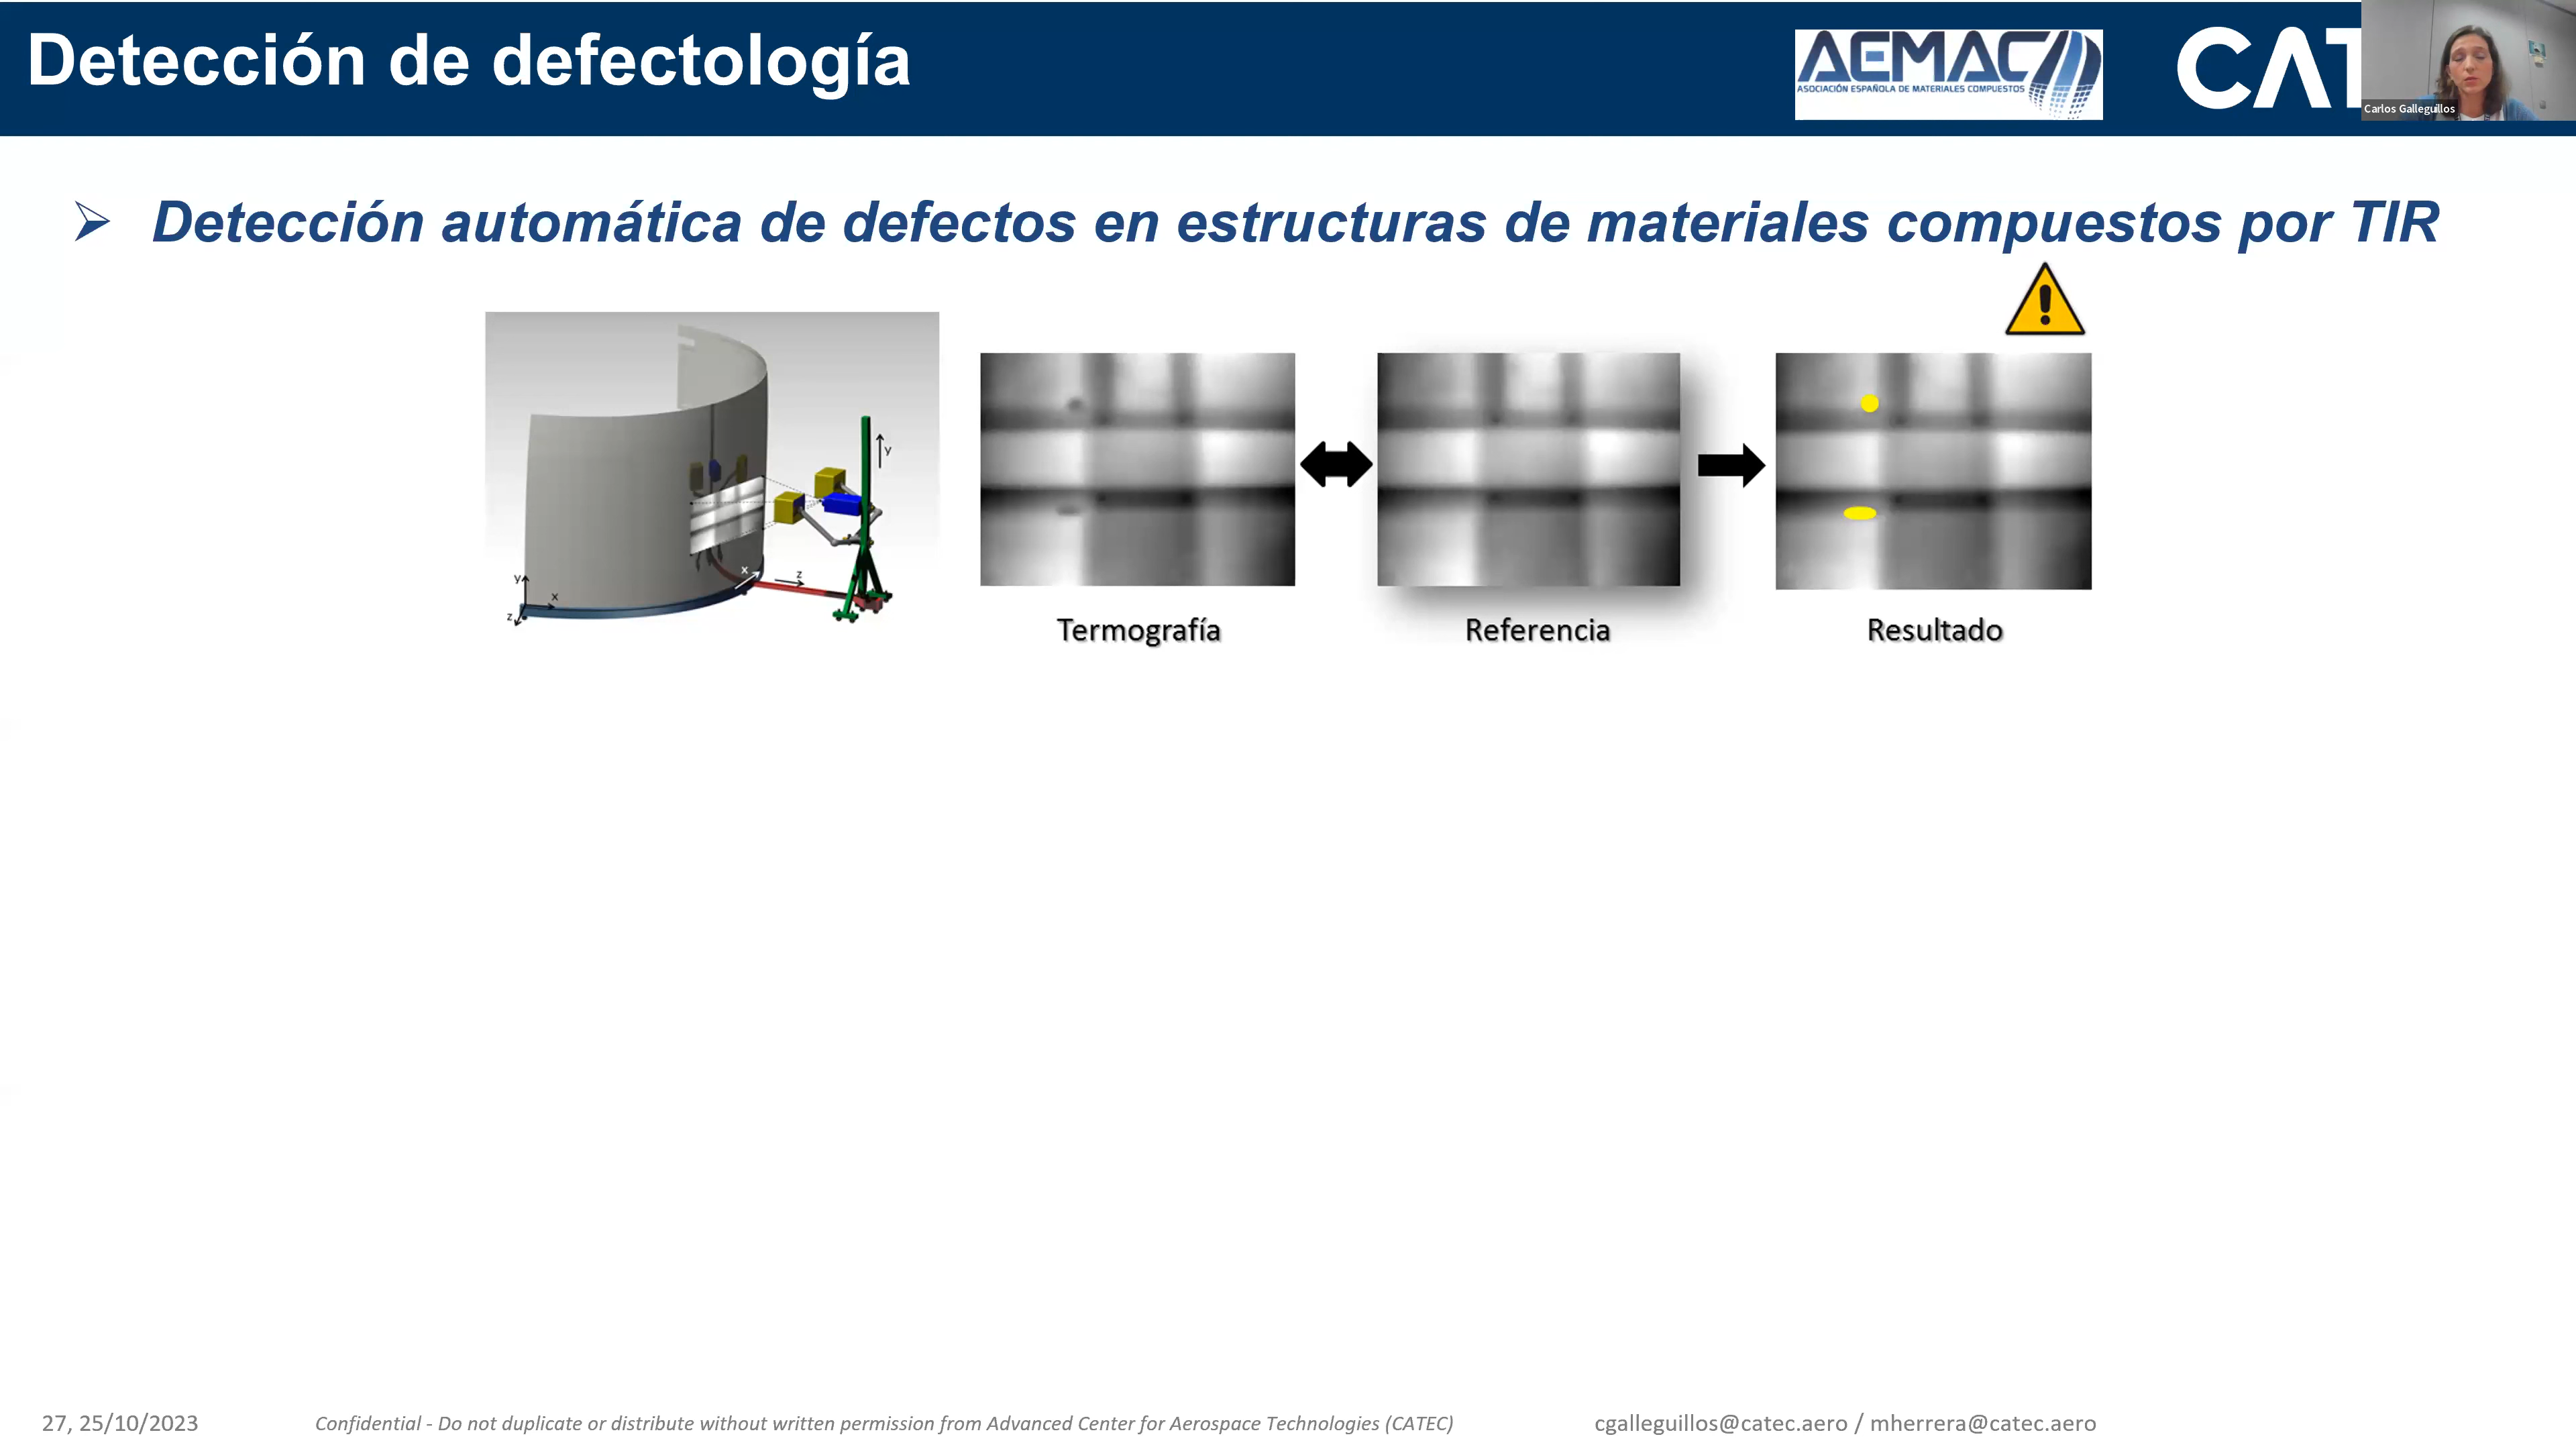 Detección de defectología
AEMAC
ASOCIACIÓN ESPAÑOLA DE MATERIALES COMPUESTOS
CAT
Carlos Galleguillos
➢ Detección automática de defectos en estructuras de materiales compuestos por TIR
y
y
x
z
x
z
Termografía
Referencia
Resultado
27, 25/10/2023
Confidential - Do not duplicate or distribute without written permission from Advanced Center for Aerospace Technologies (CATEC)
cgalleguillos@catec.aero / mherrera@catec.aero